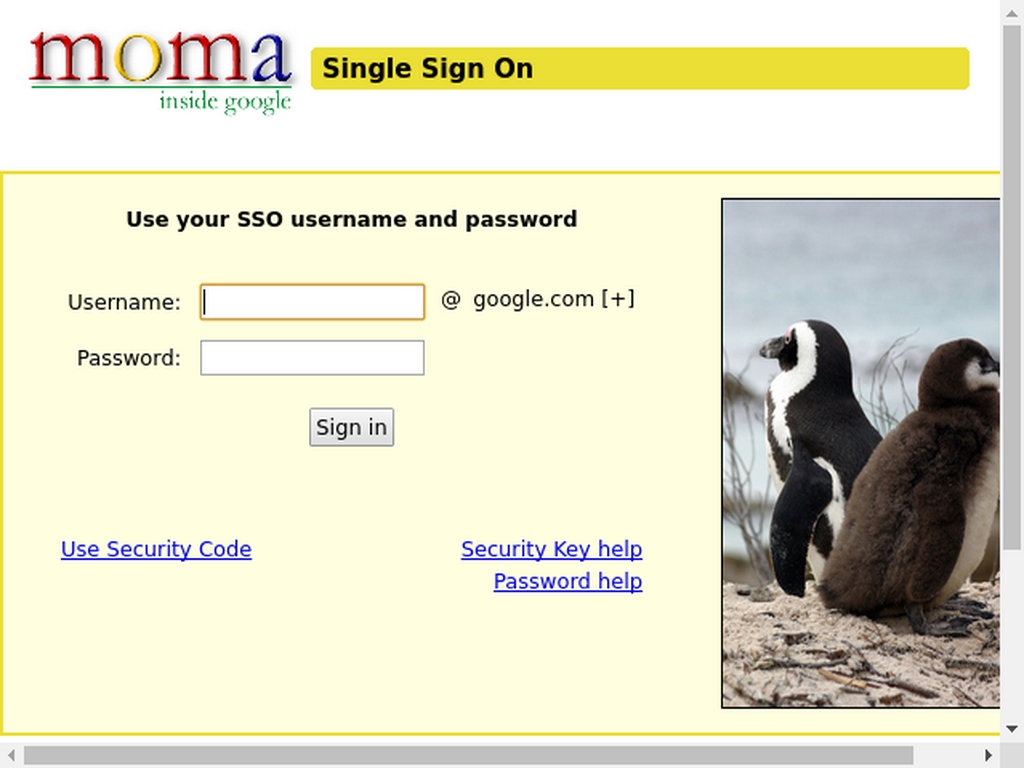 moma
inside google
Single Sign On
Use your SSO username and password
Username: @ google.com [+]
Password:
Sign in
Use Security Code
Security Key help
Password help